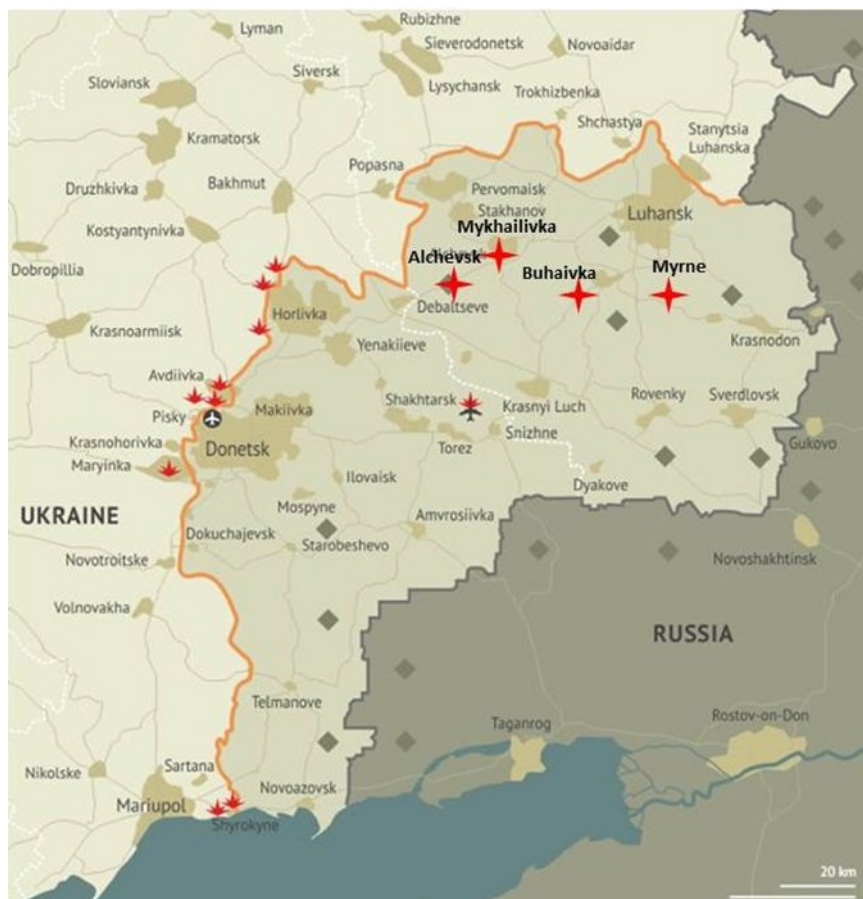 Rubizhne
Lyman
Sieverodonetsk
Novoaidar
Sloviansk
Siversk
Lysychansk
Trokhizbenka
Kramatorsk
Shchastya
Stanytsia
Luhanska
Popasna
Druzhkivka
Bakhmut
Pervomaisk
Kostyantynivka
Stakhanov
Luhansk
Mykhailivka
Dobropillia
Alchevsk
Buhaivka
Myrne
Debaltseve
Horlivka
Krasnoarmiisk
Krasnodon
Yenakiieve
Avdiivka
Shakhtarsk
Krasnyi Luch
Rovenky
Sverdlovsk
Pisky
Makiivka
Snizhne
Krasnohorivka
Donetsk
Torez
Gukovo
Maryinka
Ilovaisk
Dyakove
Mospyne
UKRAINE
Amvrosiivka
Dokuchajevsk
Starobeshevo
Novotroitske
Novoshakhtinsk
Volnovakha
RUSSIA
Telmanove
Taganrog
Rostov-on-Don
Sartana
Nikolske
Novoazovsk
Mariupol
Shyrokyne
20 km